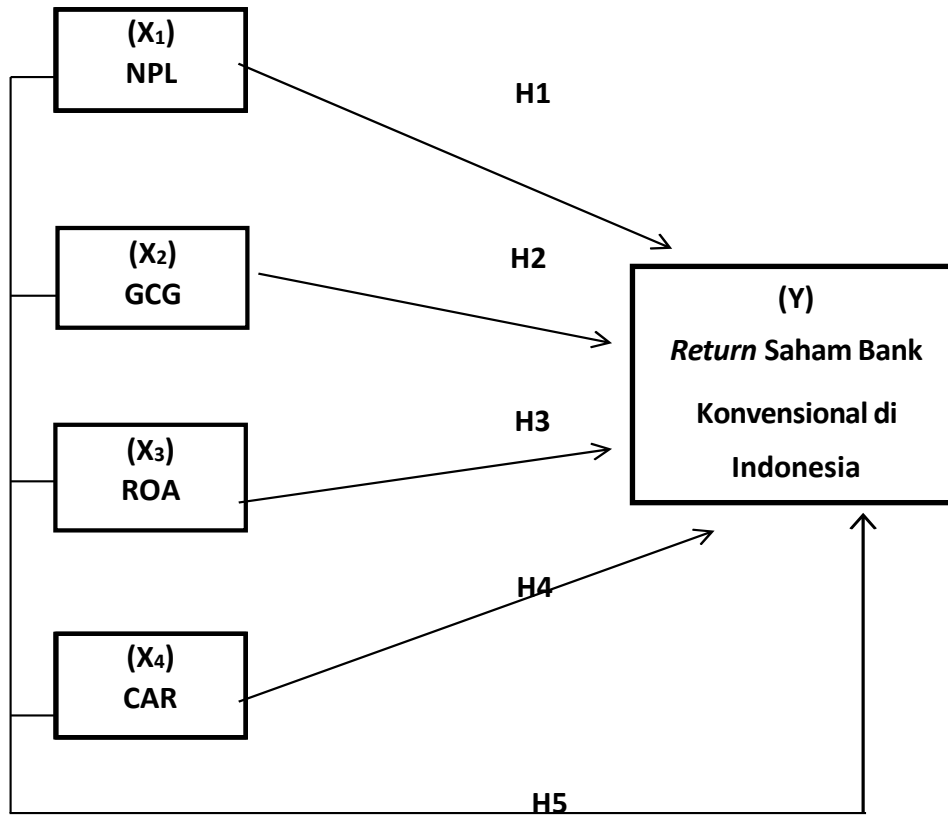 (X₁)
NPL
H1
(X₂)
GCG
H2
(Y)
Return Saham Bank
Konvensional di
Indonesia
(X₃)
ROA
H3
H4
(X₄)
CAR
H5